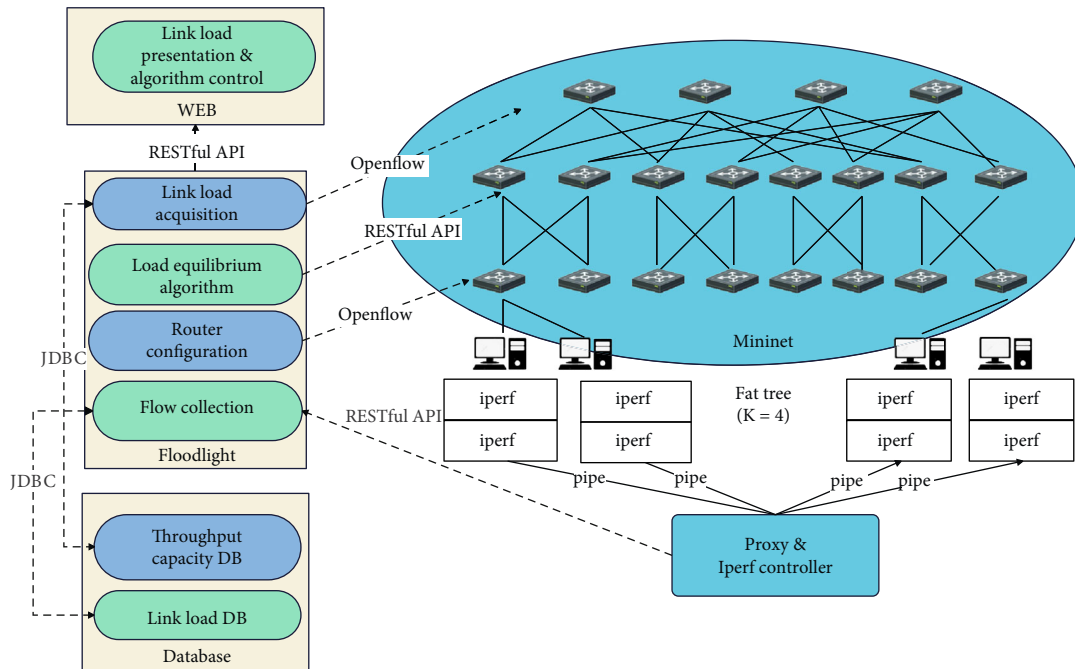 Link load
presentation &
algorithm control
WEB
RESTful API
Link load
acquisition
Load equilibrium
algorithm
Router
configuration
Flow collection
Floodlight
JDBC
JDBC
Throughput
capacity DB
Link load DB
Database
Openflow
RESTful API
Openflow
RESTful API
Mininet
Fat tree
(K = 4)
iperf
iperf
iperf
iperf
iperf
iperf
iperf
iperf
pipe
pipe
pipe
pipe
Proxy &
Iperf controller